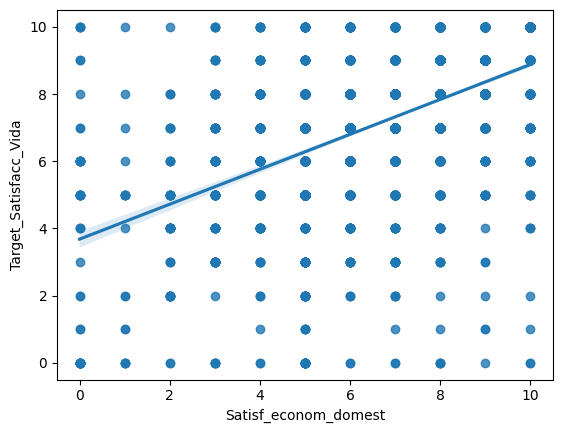 10
8
6
4
2
0
Target_Satisfacc_Vida
0 2 4 6 8 10
Satisf_econom_domest